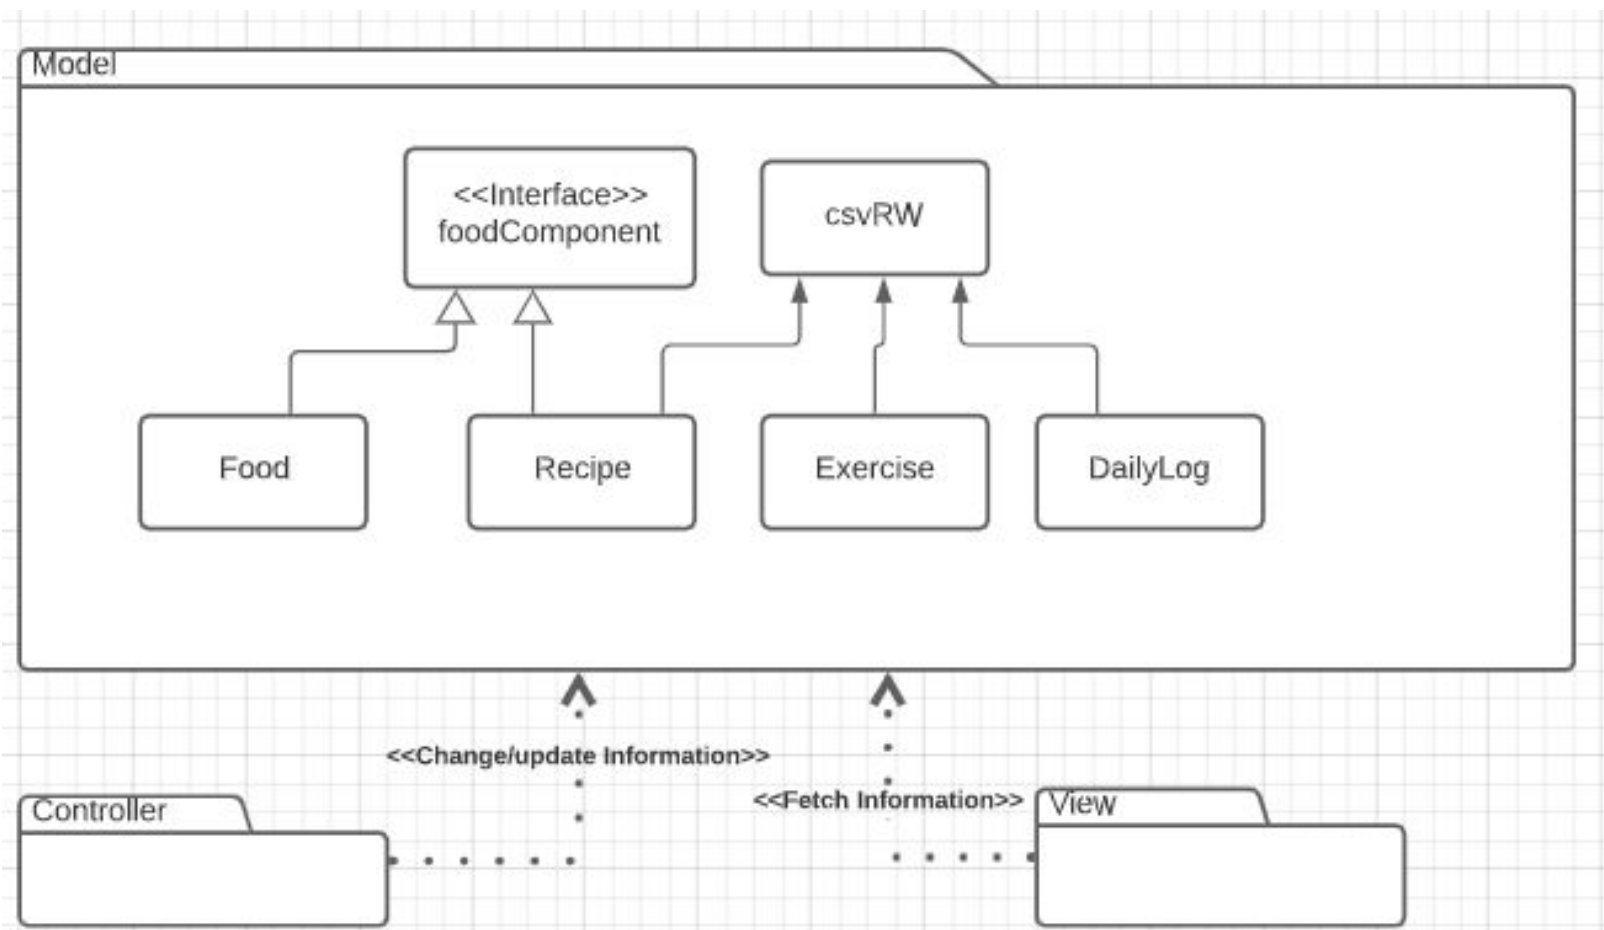 Model
<<Interface>>
foodComponent
csvRW
Food
Recipe
Exercise
DailyLog
<<Change/update Information>>
<<Fetch Information>>
Controller
View